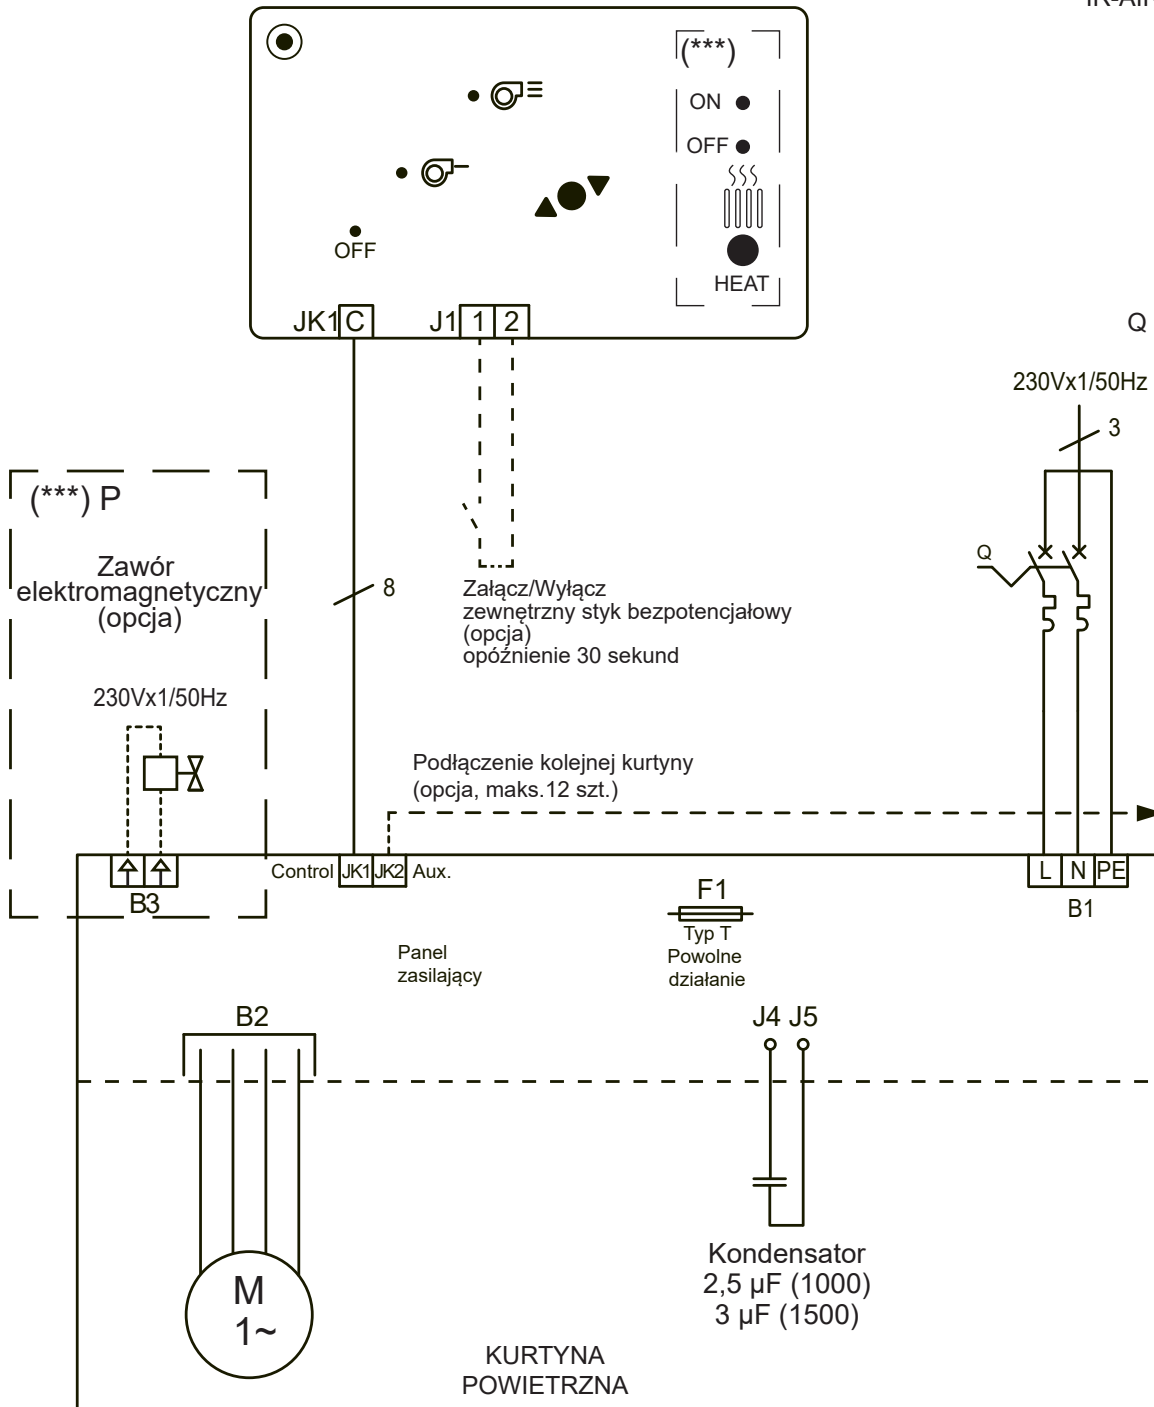 (***)
ON
OFF
OFF
HEAT
JK1 C
J1 1 2
Q
230Vx1/50Hz
3
(***) P
Zawór
elektromagnetyczny
(opcja)
230Vx1/50Hz
8
Załącz/Wyłącz
zewnętrzny styk bezpotencjałowy
(opcja)
opóźnienie 30 sekund
Q
Podłączenie kolejnej kurtyny
(opcja, maks.12 szt.)
Control JK1 JK2 Aux.
L N PE
B3
B1
F1
Typ T
Powolne
działanie
Panel
zasilający
B2
J4 J5
Kondensator
2,5 µF (1000)
3 µF (1500)
M
1~
KURTYNA
POWIETRZNA